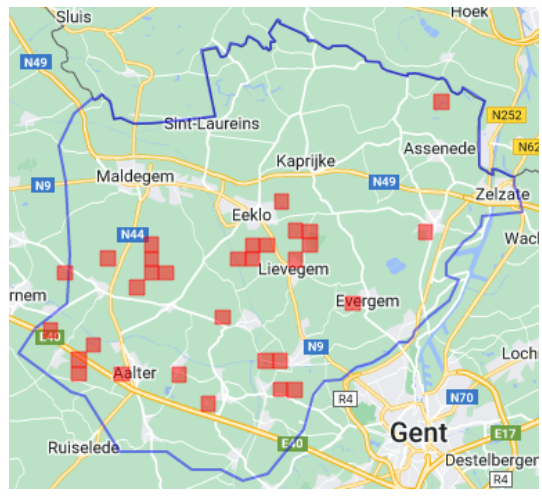 Sluis
Hoek
N49
N252
Sint-Laureins
Assenede
N62
Kaprijke
Maldegem
N9
N49
Zelzate
Eeklo
N44
Wach
Lievegem
rnem
Evergem
E40
N9
Loch
Aalter
R4
N70
Gent
E17
Ruiselede
E40
Destelbergen
R4